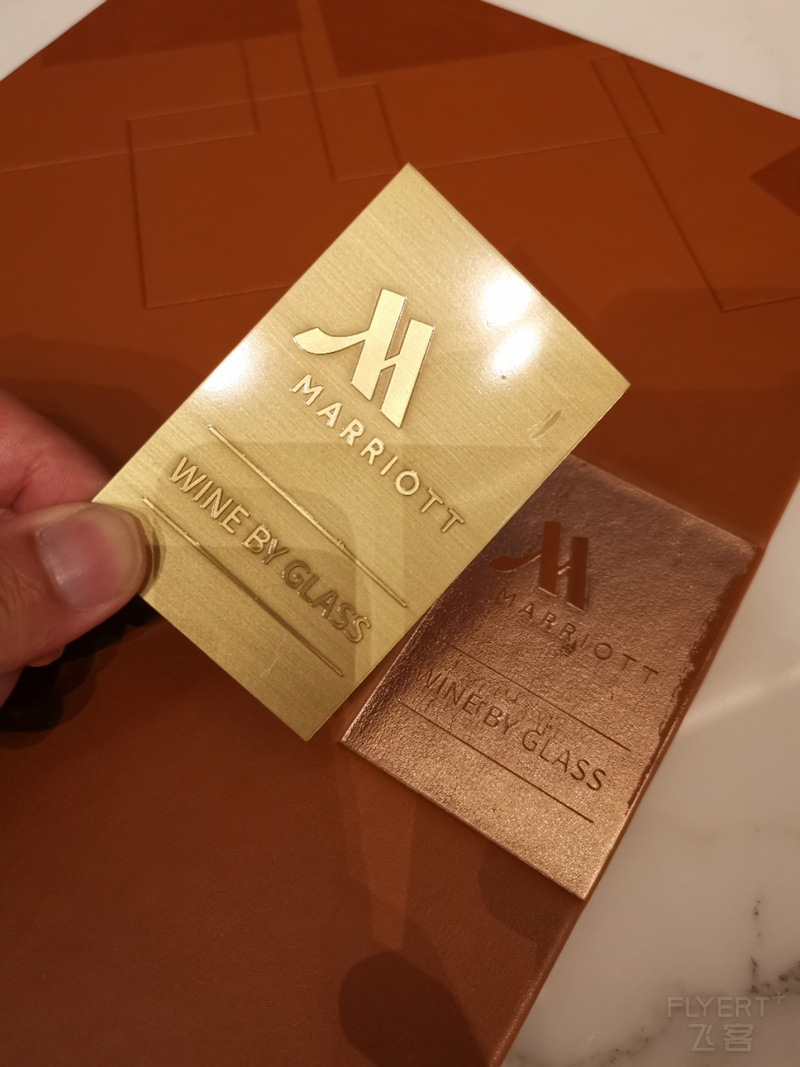 MARRIOTT
WINE BY GLASS
MARRIOTT
WINE BY GLASS
FLYERT
飞客